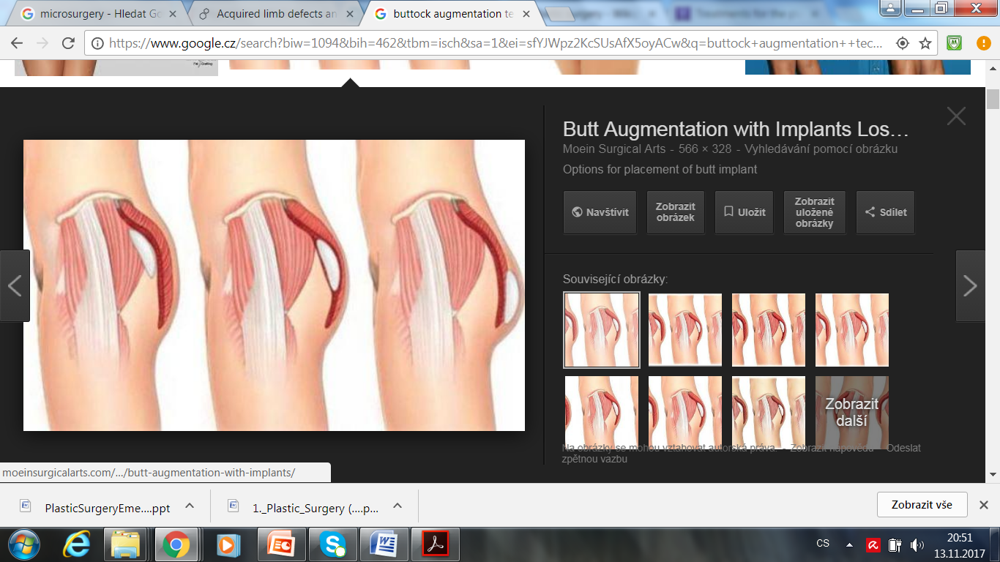 microsurgery - Hledat Go
Acquired limb defects an
buttock augmentation te
https://www.google.cz/search?biw=1094&bih=462&tbm=isch&sa=1&ei=sfYJWpz2KcSUsAfX5oyACw&q=buttock+augmentation++tec...
Butt Augmentation with Implants Los…
Moein Surgical Arts - 566 × 328 - Vyhledávání pomocí obrázku
Options for placement of butt implant
Navštívit
Zobrazit
obrázek
Uložit
Zobrazit
uložené
obrázky
Sdílet
Související obrázky:
Zobrazit
další
Na obrázky se mohou vztahovat autorská práva. - Zobrazit nápovědu Odeslat
zpětnou vazbu
moeinsurgicalarts.com/.../butt-augmentation-with-implants/
PlasticSurgeryEme....ppt
1._Plastic_Surgery (....p...
Zobrazit vše
CS
20:51
13.11.2017